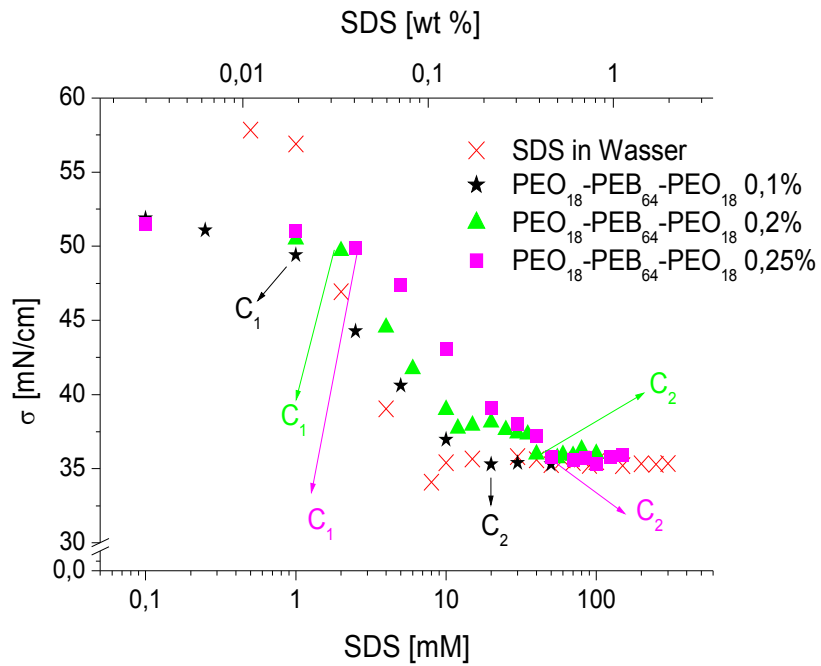 SDS [wt %]
0,01 0,1 1
60
55
50
45
40
35
30
0,0
σ [mN/cm]
SDS in Wasser
PEO₁₈-PEB₆₄-PEO₁₈ 0,1%
PEO₁₈-PEB₆₄-PEO₁₈ 0,2%
PEO₁₈-PEB₆₄-PEO₁₈ 0,25%
C₁
C₁
C₁
C₂
C₂
C₂
0,1 1 10 100
SDS [mM]